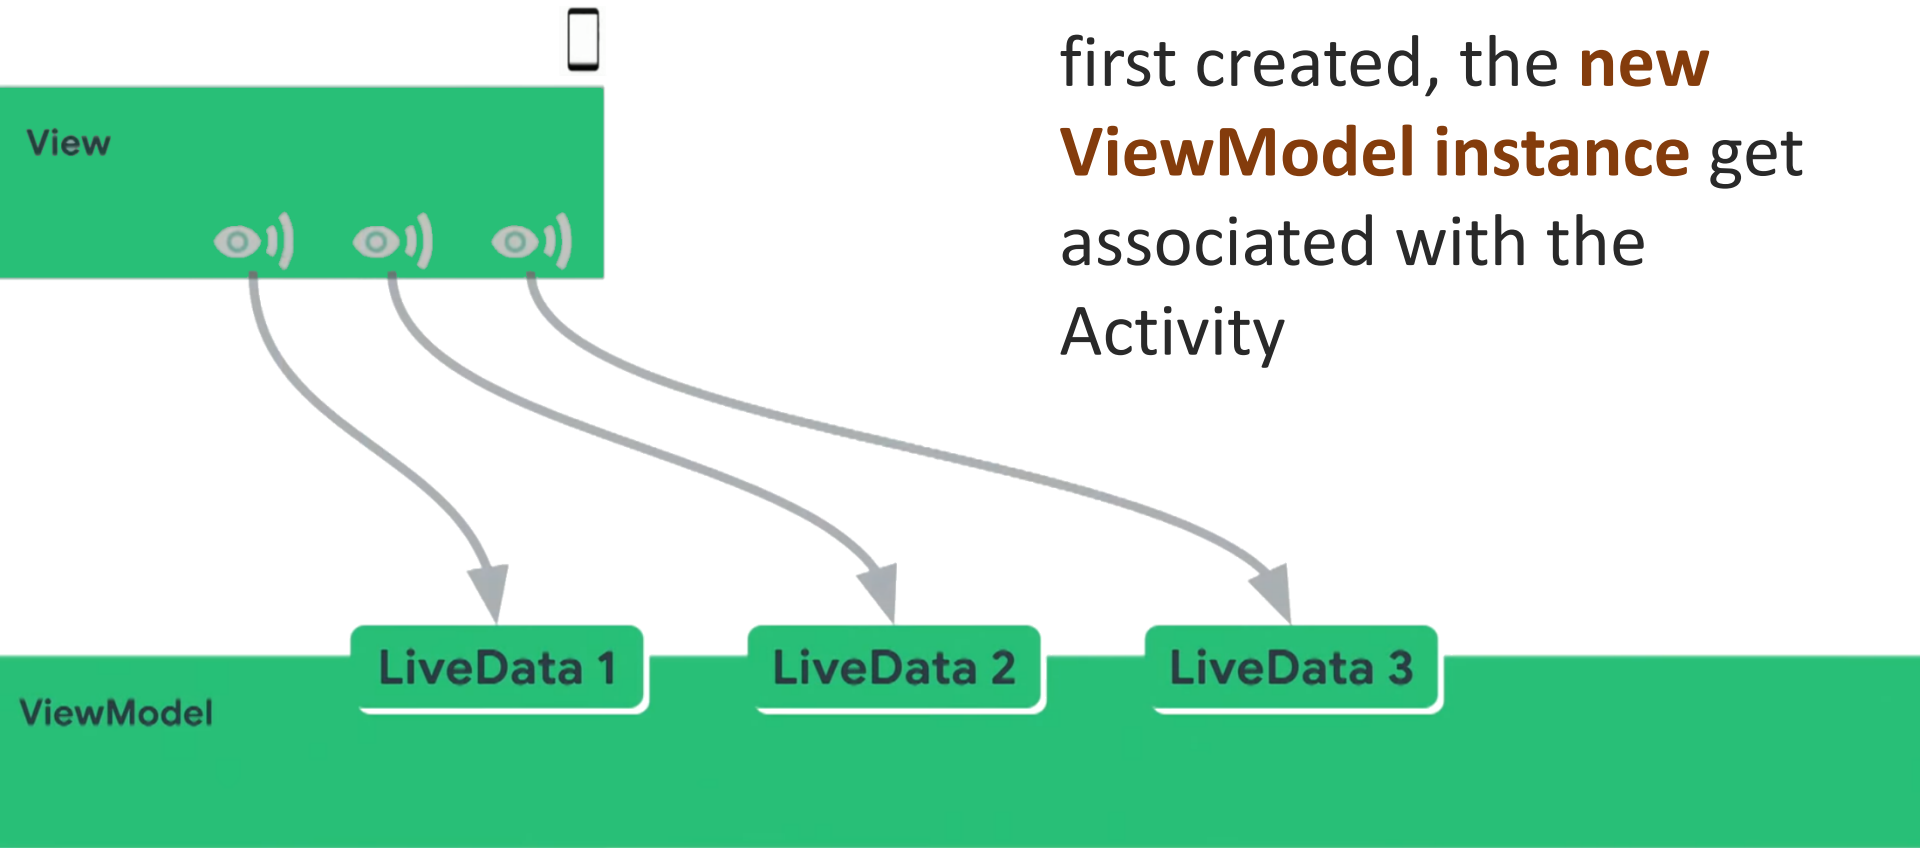 first created, the new
ViewModel instance get
associated with the
Activity
View
LiveData 1
LiveData 2
LiveData 3
ViewModel